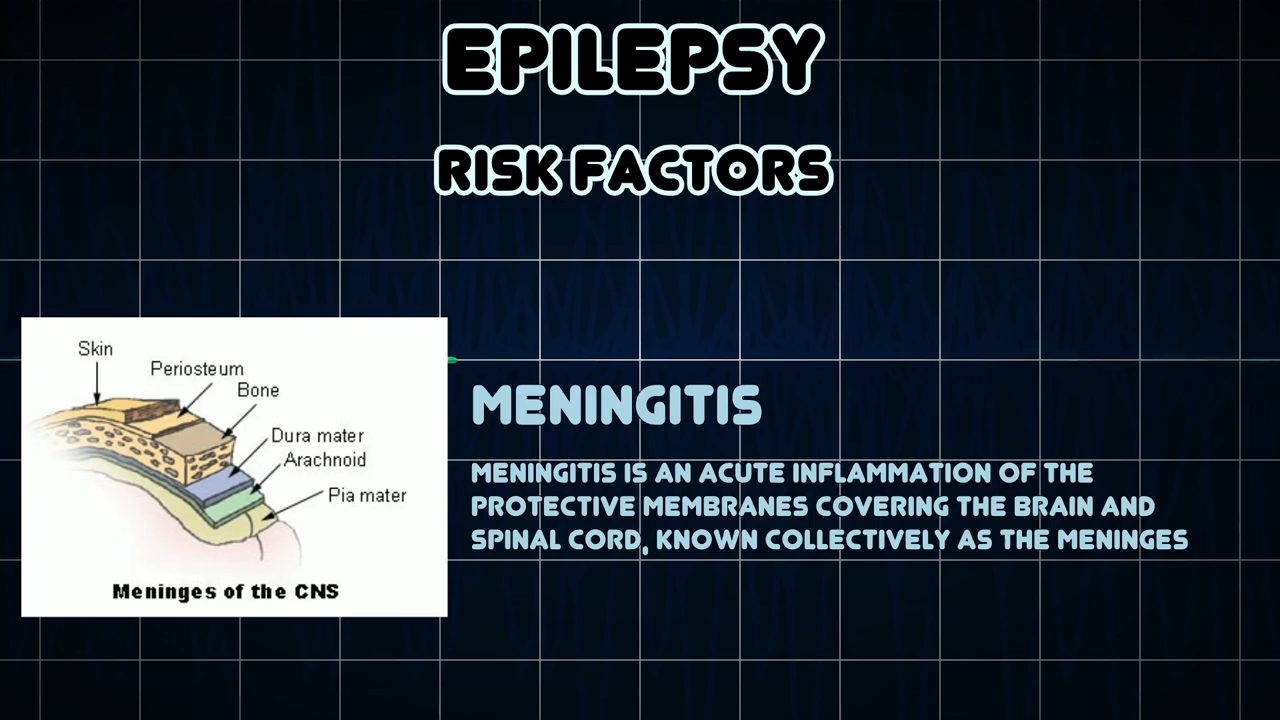 EPILEPSY
RISK FACTORS
Skin
Periosteum
Bone
Dura mater
Arachnoid
Pia mater
Meninges of the CNS
MENINGITIS
MENINGITIS IS AN ACUTE INFLAMMATION OF THE
PROTECTIVE MEMBRANES COVERING THE BRAIN AND
SPINAL CORD, KNOWN COLLECTIVELY AS THE MENINGES